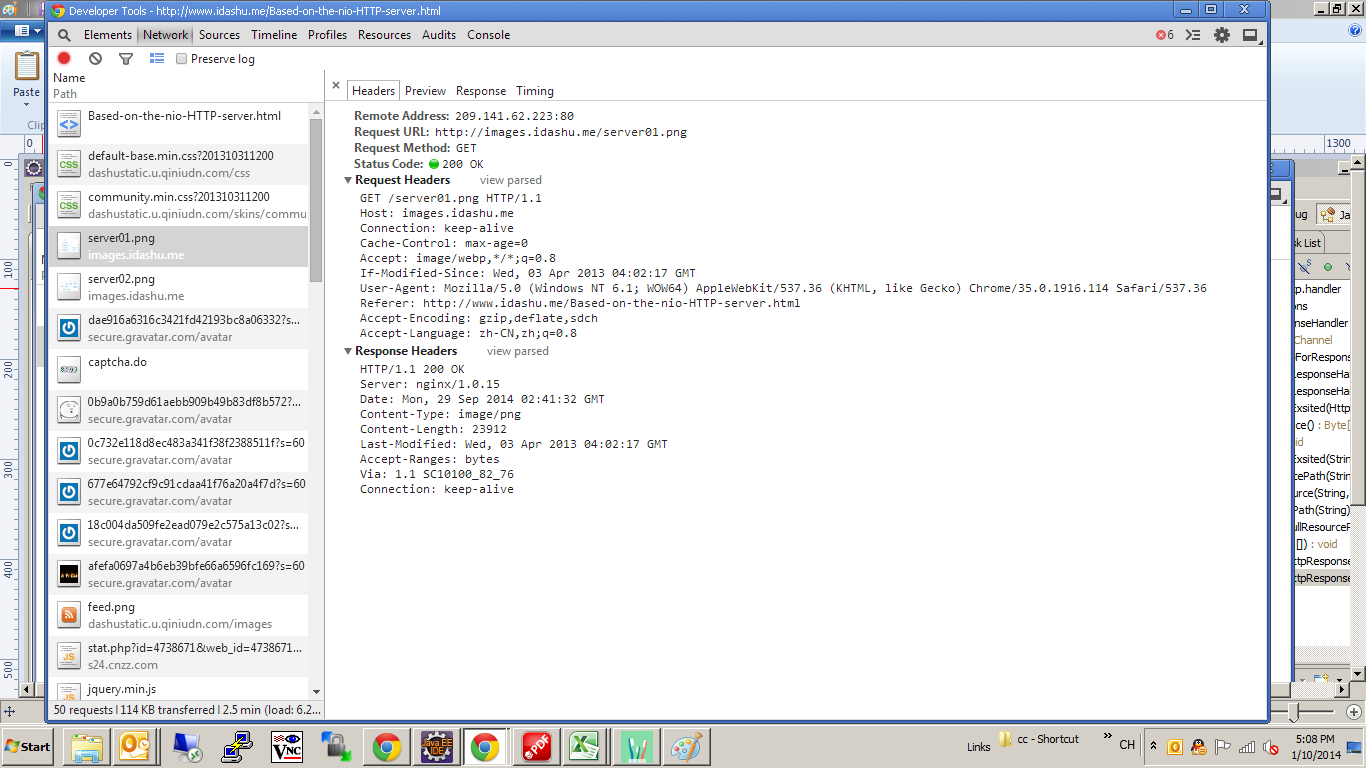 Developer Tools - http://www.idashu.me/Based-on-the-nio-HTTP-server.html
Elements Network Sources Timeline Profiles Resources Audits Console
6
Preserve log
Paste
Name
Path
Based-on-the-nio-HTTP-server.html
default-base.min.css?201310311200
dashustatic.u.qiniudn.com/css
community.min.css?201310311200
dashustatic.u.qiniudn.com/skins/commu
server01.png
images.idashu.me
server02.png
images.idashu.me
dae916a6316c3421fd42193bc8a06332?s...
secure.gravatar.com/avatar
captcha.do
0b9a0b759d61aebb909b49b83df8b572?...
secure.gravatar.com/avatar
0c732e118d8ec483a341f38f2388511f?s=60
secure.gravatar.com/avatar
677e64792cf9c91cdaa41f76a20a4f7d?s=60
secure.gravatar.com/avatar
18c004da509fe2ead079e2c575a13c02?s...
secure.gravatar.com/avatar
afefa0697a4b6eb39bfe66a6596fc169?s=60
secure.gravatar.com/avatar
feed.png
dashustatic.u.qiniudn.com/images
stat.php?id=4738671&web_id=4738671...
s24.cnzz.com
jquery.min.js
50 requests | 114 KB transferred | 2.5 min (load: 6.2...
Headers Preview Response Timing
Remote Address: 209.141.62.223:80
Request URL: http://images.idashu.me/server01.png
Request Method: GET
Status Code: 200 OK
Request Headers view parsed
GET /server01.png HTTP/1.1
Host: images.idashu.me
Connection: keep-alive
Cache-Control: max-age=0
Accept: image/webp,*/*;q=0.8
If-Modified-Since: Wed, 03 Apr 2013 04:02:17 GMT
User-Agent: Mozilla/5.0 (Windows NT 6.1; WOW64) AppleWebKit/537.36 (KHTML, like Gecko) Chrome/35.0.1916.114 Safari/537.36
Referer: http://www.idashu.me/Based-on-the-nio-HTTP-server.html
Accept-Encoding: gzip,deflate,sdch
Accept-Language: zh-CN,zh;q=0.8
Response Headers view parsed
HTTP/1.1 200 OK
Server: nginx/1.0.15
Date: Mon, 29 Sep 2014 02:41:32 GMT
Content-Type: image/png
Content-Length: 23912
Last-Modified: Wed, 03 Apr 2013 04:02:17 GMT
Accept-Ranges: bytes
Via: 1.1 SC10100_82_76
Connection: keep-alive
Clip
0
0
100
200
300
400
500
1300
ug Ja
sk List
p.handler
ons
nseHandler
Channel
ForRespons
esponseHa
esponseHa
Exsited(Http
ce() : Byte[
id
Exsited(Strin
cePath(Strin
urce(String,
Path(String)
ullResourceP
[]) : void
ttpResponse
ttpResponse
Start
Java EE
IDE
VNC
PDF
Links
cc - Shortcut
CH
5:08 PM
1/10/2014